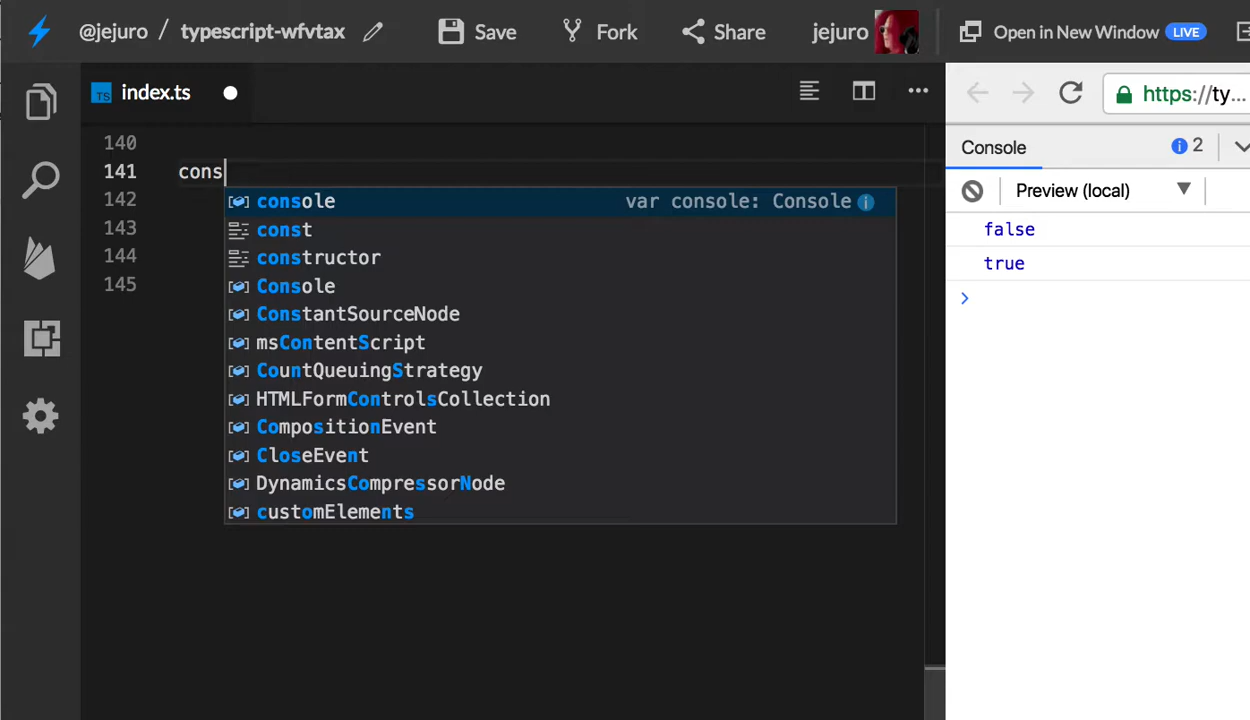 @jejuro / typescript-wfvtax Save Fork Share jejuro Open in New Window LIVE
TS index.ts
https://ty...
Console 2
Preview (local)
false
true
>
140
141 cons
142
143
144
145
console var console: Console
const
constructor
Console
ConstantSourceNode
msContentScript
CountQueuingStrategy
HTMLFormControlsCollection
CompositionEvent
CloseEvent
DynamicsCompressorNode
customElements